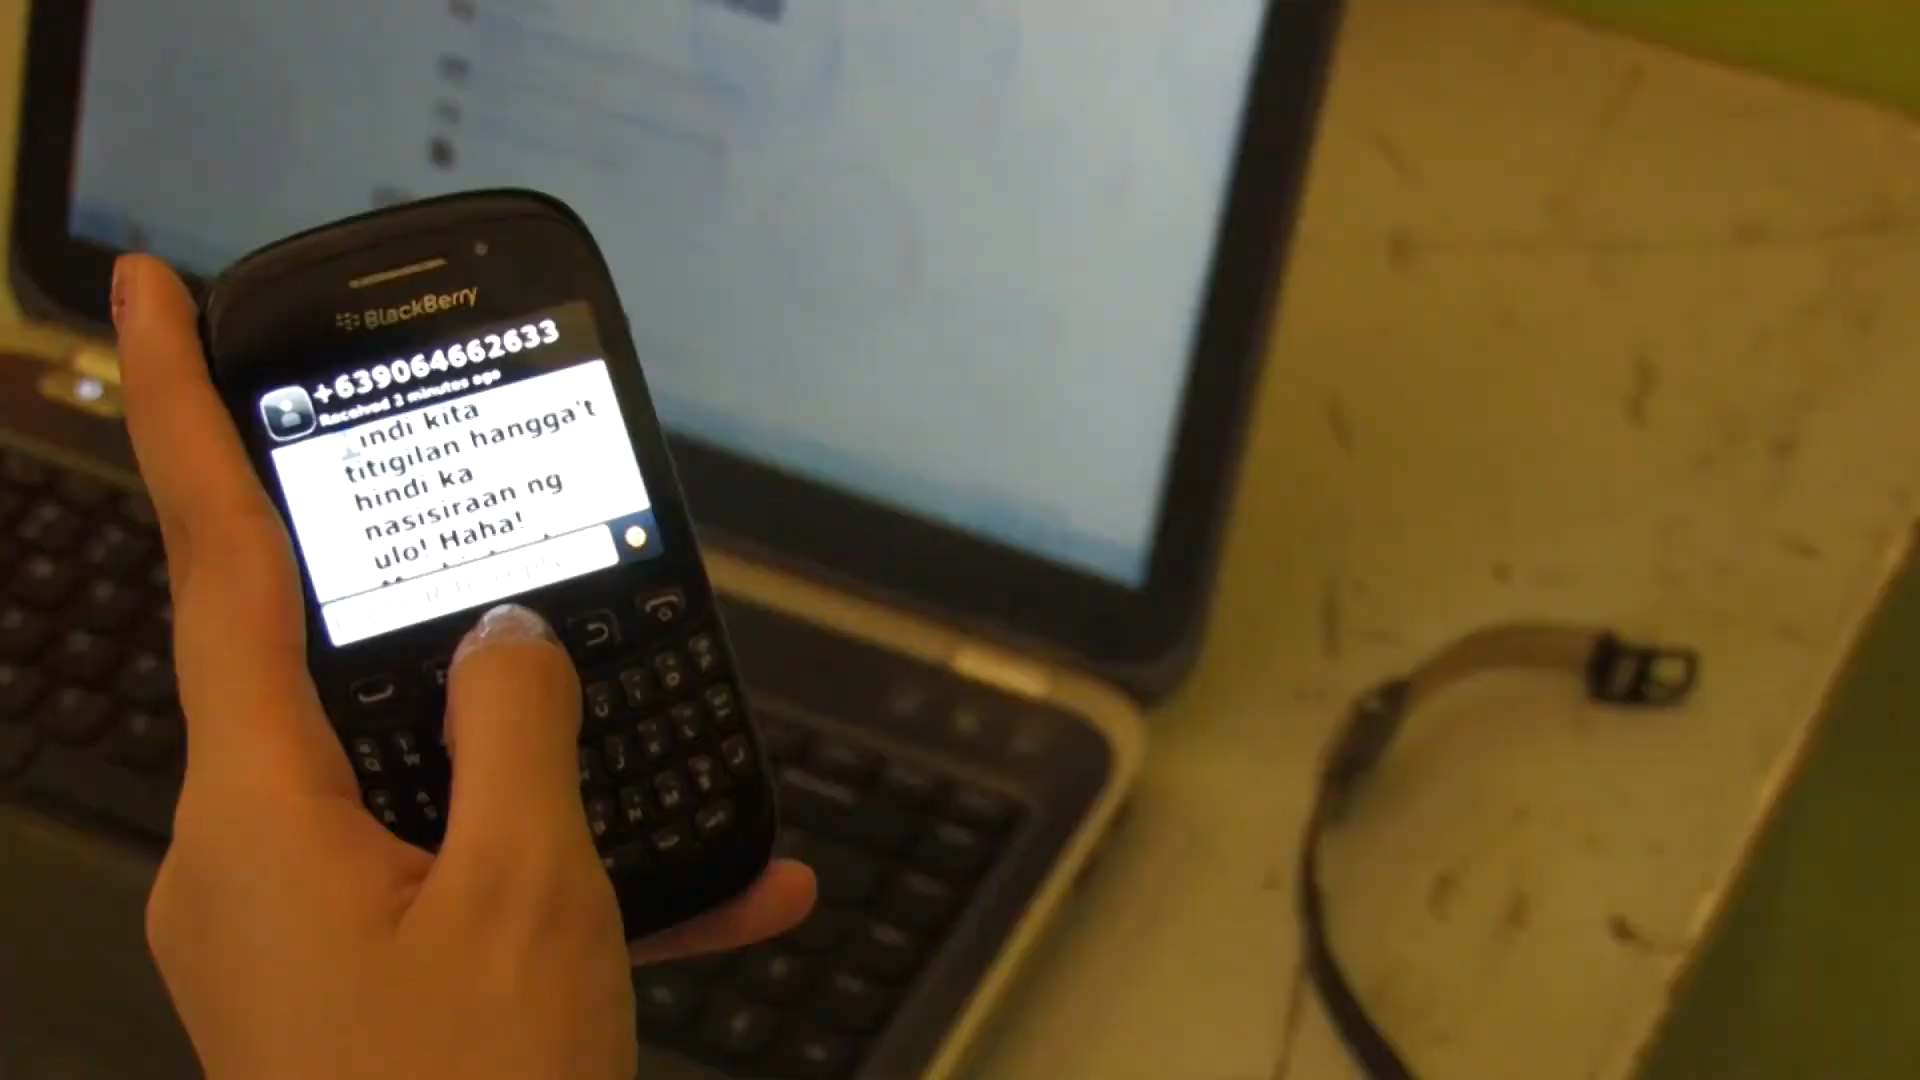 BlackBerry
+639064662633
Received 2 minutes ago
indi kita
titigilan hangga't
hindi ka
nasisiraan ng
ulo! Haha!